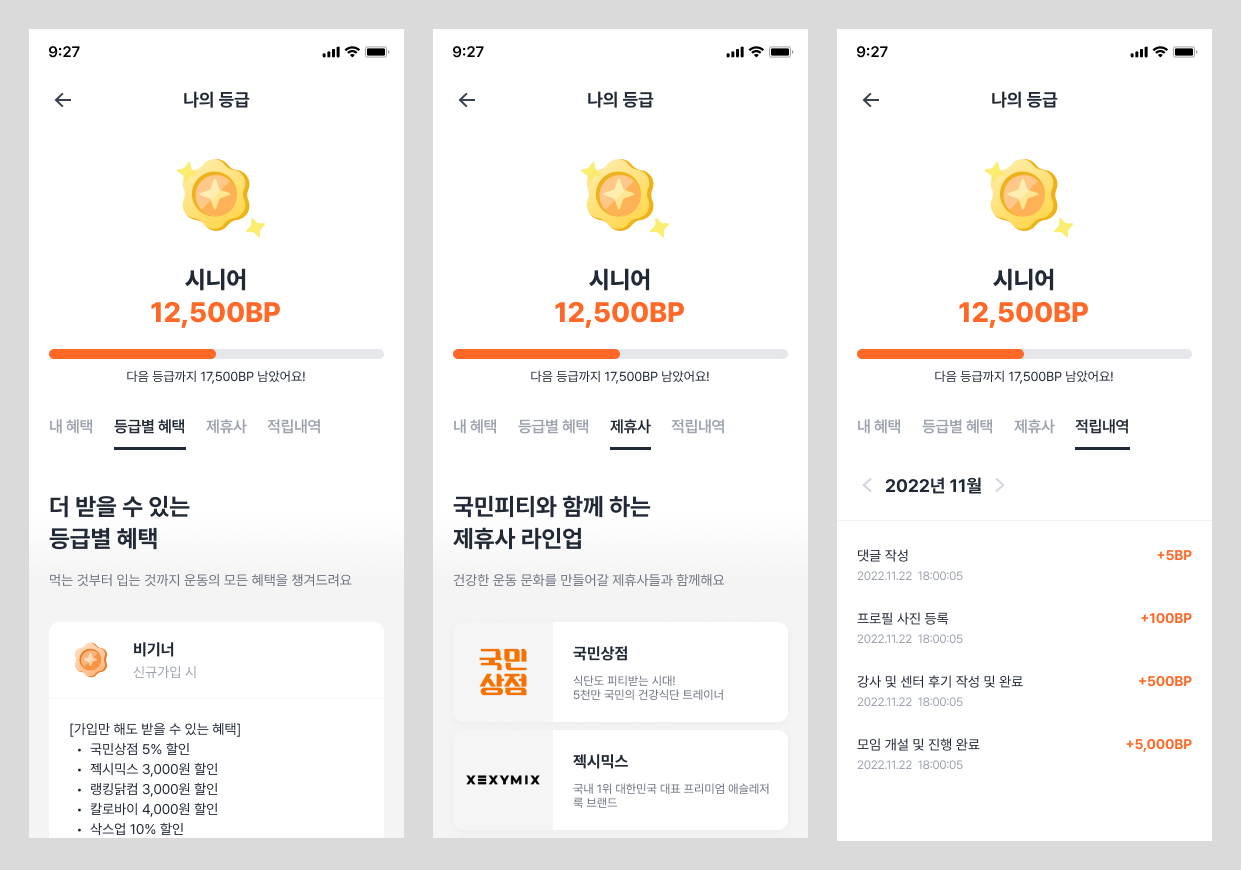 9:27
나의 등급
시니어
12,500BP
다음 등급까지 17,500BP 남았어요!
내 혜택 등급별 혜택 제휴사 적립내역
더 받을 수 있는
등급별 혜택
먹는 것부터 입는 것까지 운동의 모든 혜택을 챙겨드려요
비기너
신규가입 시
[가입만 해도 받을 수 있는 혜택]
• 국민상점 5% 할인
• 젝시믹스 3,000원 할인
• 랭킹닭컴 3,000원 할인
• 칼로바이 4,000원 할인
• 삭스업 10% 할인
9:27
나의 등급
시니어
12,500BP
다음 등급까지 17,500BP 남았어요!
내 혜택 등급별 혜택 제휴사 적립내역
국민피티와 함께 하는
제휴사 라인업
건강한 운동 문화를 만들어갈 제휴사들과 함께해요
국민
상점
국민상점
식단도 피티받는 시대!
5천만 국민의 건강식단 트레이너
XEXYMIX
젝시믹스
국내 1위 대한민국 대표 프리미엄 애슬레저
룩 브랜드
9:27
나의 등급
시니어
12,500BP
다음 등급까지 17,500BP 남았어요!
내 혜택 등급별 혜택 제휴사 적립내역
2022년 11월
댓글 작성 +5BP
2022.11.22 18:00:05
프로필 사진 등록 +100BP
2022.11.22 18:00:05
강사 및 센터 후기 작성 및 완료 +500BP
2022.11.22 18:00:05
모임 개설 및 진행 완료 +5,000BP
2022.11.22 18:00:05